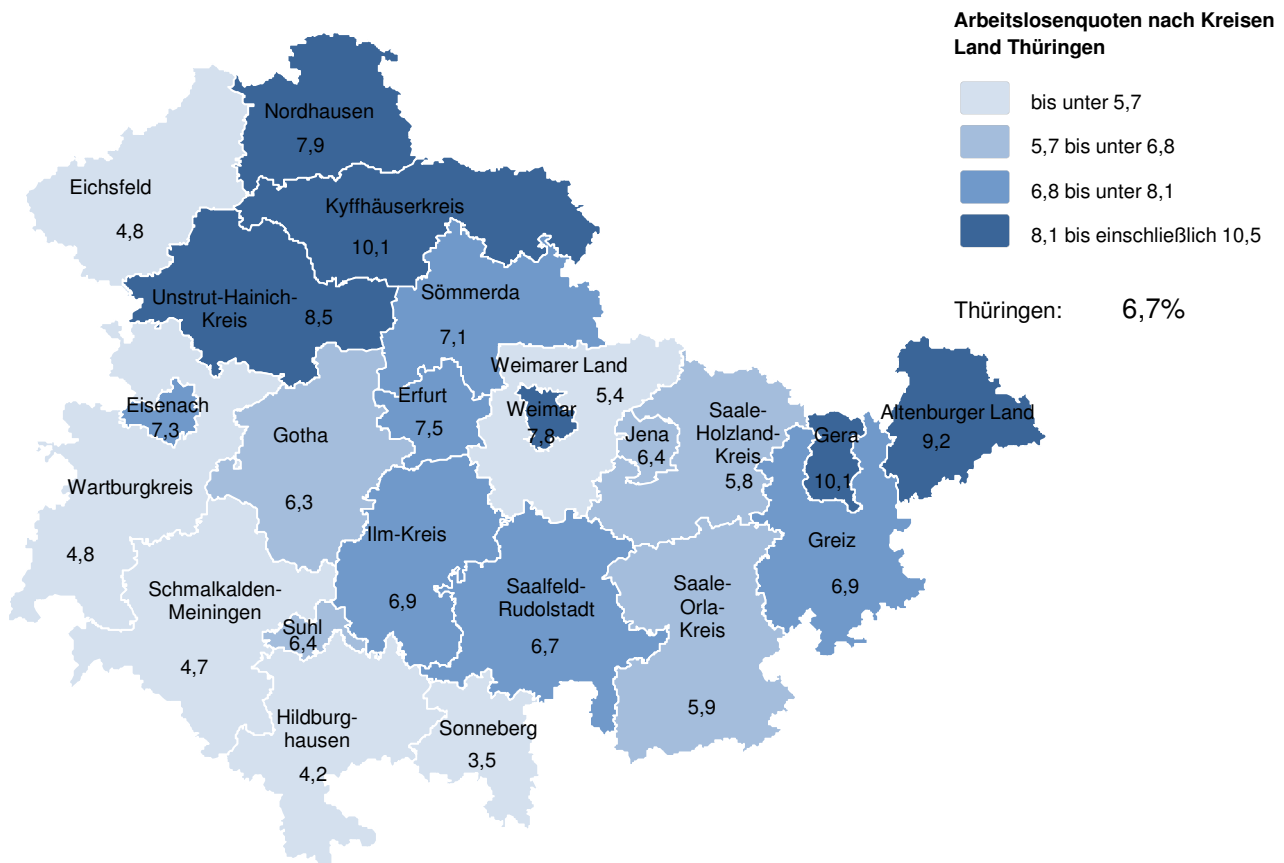 Arbeitslosenquoten nach Kreisen
Land Thüringen
bis unter 5,7
5,7 bis unter 6,8
6,8 bis unter 8,1
8,1 bis einschließlich 10,5
Thüringen: 6,7%
Nordhausen
7,9
Eichsfeld
4,8
Kyffhäuserkreis
10,1
Unstrut-Hainich-
Kreis
8,5
Sömmerda
7,1
Weimarer Land
5,4
Eisenach
7,3
Gotha
6,3
Erfurt
7,5
Weimar
7,8
Jena
6,4
Saale-
Holzland-
Kreis
5,8
Gera
10,1
Altenburger Land
9,2
Wartburgkreis
4,8
Ilm-Kreis
6,9
Greiz
6,9
Schmalkalden-
Meiningen
4,7
Suhl
6,4
Saalfeld-
Rudolstadt
6,7
Saale-
Orla-
Kreis
5,9
Hildburg-
hausen
4,2
Sonneberg
3,5